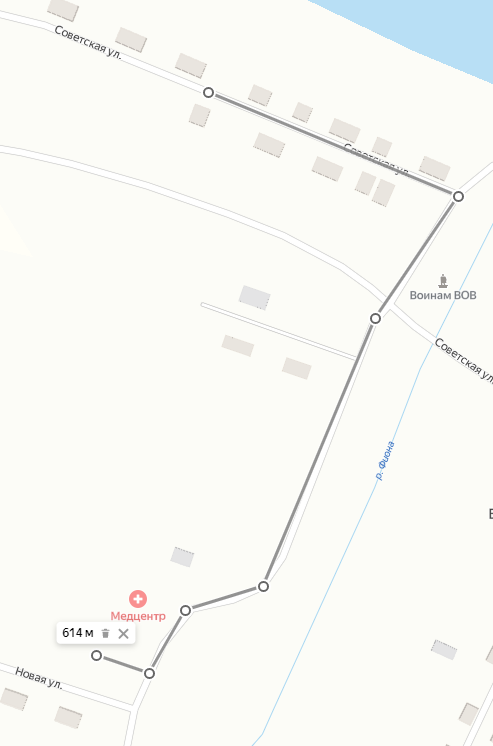 Советская ул.
Советская ул.
Воинам ВОВ
Советская ул.
р. Фиона
Медцентр
614 м
Новая ул.